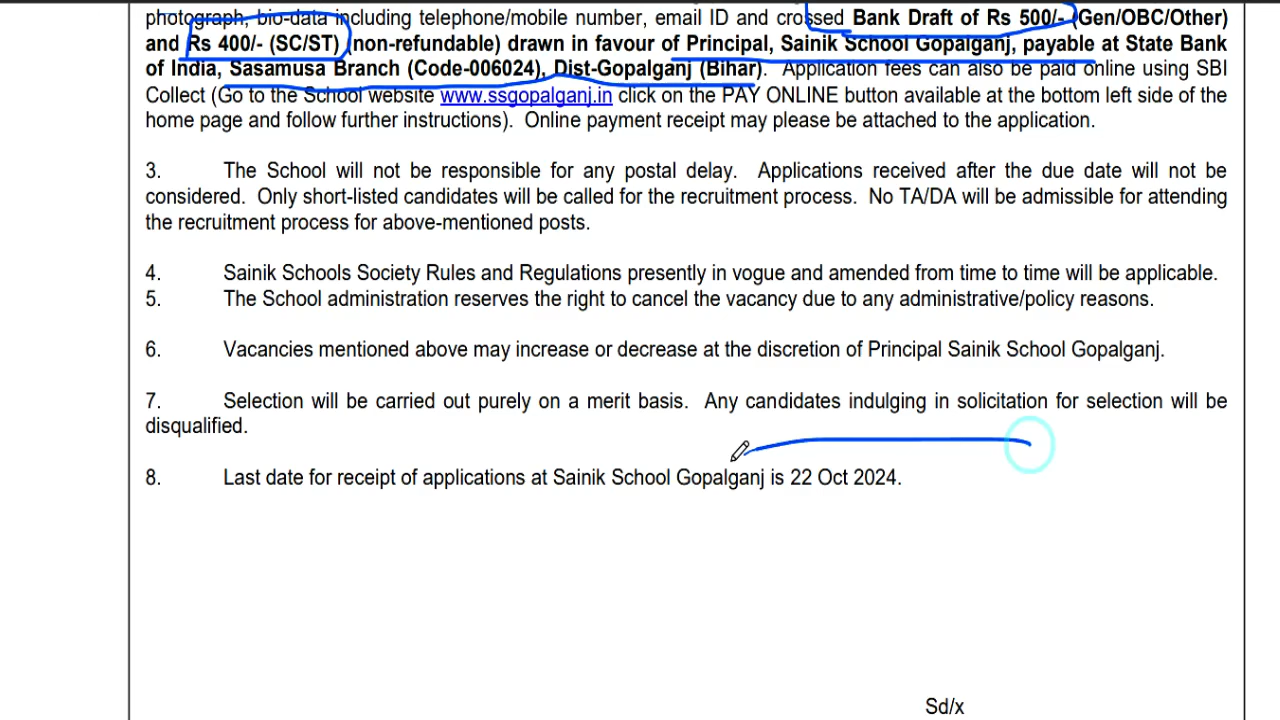 photograph, bio-data including telephone/mobile number, email ID and crossed Bank Draft of Rs 500/- (Gen/OBC/Other)
and Rs 400/- (SC/ST) (non-refundable) drawn in favour of Principal, Sainik School Gopalganj, payable at State Bank
of India, Sasamusa Branch (Code-006024), Dist-Gopalganj (Bihar). Application fees can also be paid online using SBI
Collect (Go to the School website www.ssgopalganj.in click on the PAY ONLINE button available at the bottom left side of the
home page and follow further instructions). Online payment receipt may please be attached to the application.
3. The School will not be responsible for any postal delay. Applications received after the due date will not be
considered. Only short-listed candidates will be called for the recruitment process. No TA/DA will be admissible for attending
the recruitment process for above-mentioned posts.
4. Sainik Schools Society Rules and Regulations presently in vogue and amended from time to time will be applicable.
5. The School administration reserves the right to cancel the vacancy due to any administrative/policy reasons.
6. Vacancies mentioned above may increase or decrease at the discretion of Principal Sainik School Gopalganj.
7. Selection will be carried out purely on a merit basis. Any candidates indulging in solicitation for selection will be
disqualified.
8. Last date for receipt of applications at Sainik School Gopalganj is 22 Oct 2024.
Sd/x